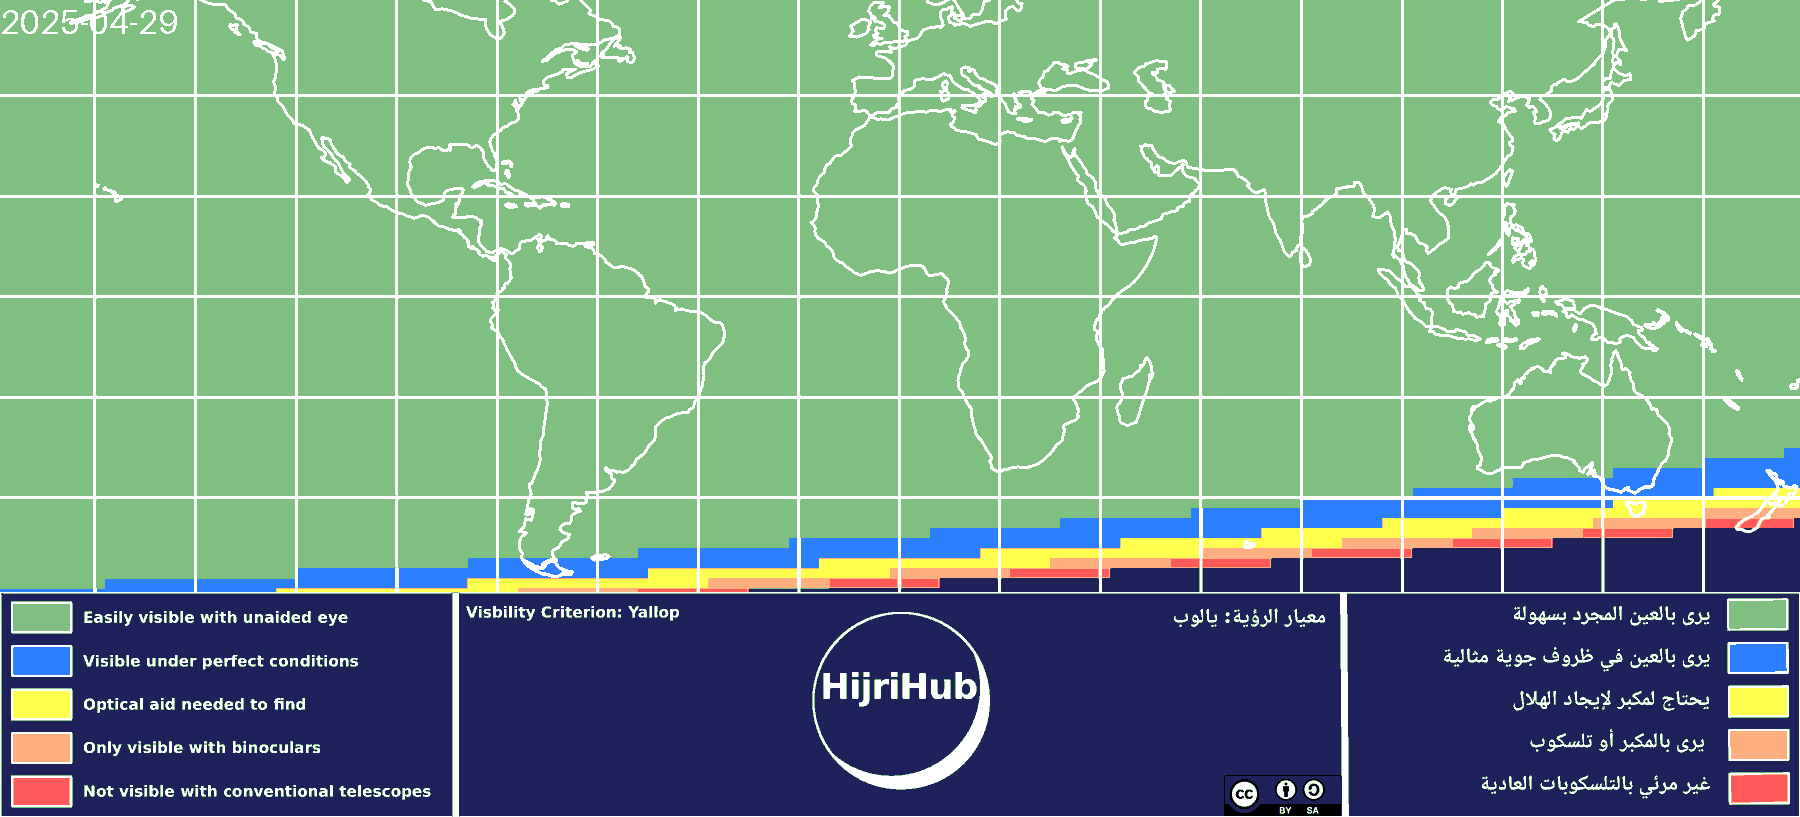 2025-04-29
Easily visible with unaided eye
Visible under perfect conditions
Optical aid needed to find
Only visible with binoculars
Not visible with conventional telescopes
Visbility Criterion: Yallop
معيار الرؤية: يالوب
HijriHub
cc
BY SA
يرى بالعين المجرد بسهولة
يرى بالعين في ظروف جوية مثالية
يحتاج لمكبر لإيجاد الهلال
يرى بالمكبر أو تلسكوب
غير مرئي بالتلسكوبات العادية